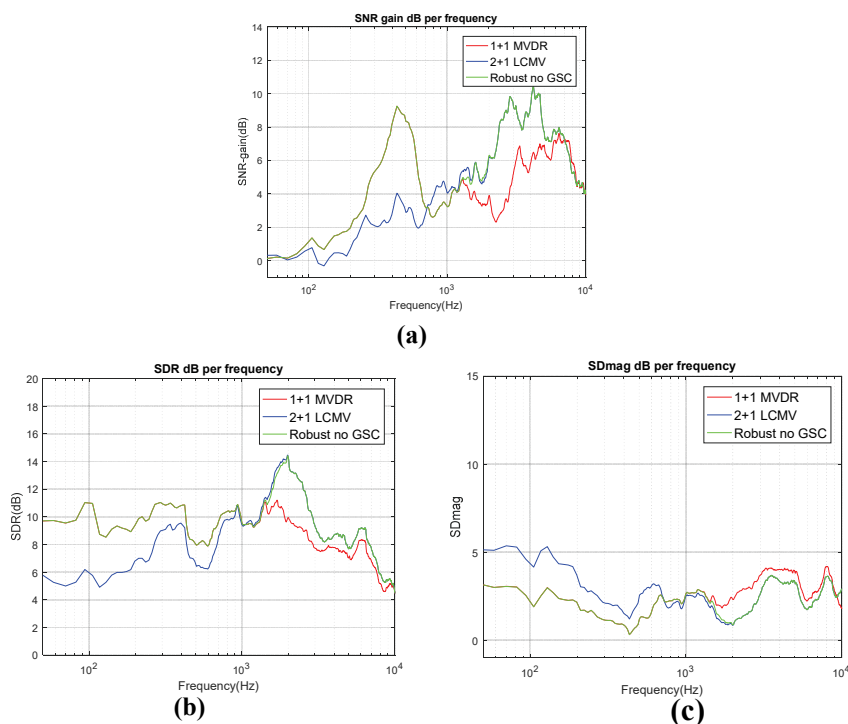 SNR gain dB per frequency
14
12
10
8
6
4
2
0
SNR-gain(dB)
1+1 MVDR
2+1 LCMV
Robust no GSC
10²
10³
10⁴
Frequency(Hz)
(a)
SDR dB per frequency
20
18
16
14
12
10
8
6
4
2
0
SDR(dB)
1+1 MVDR
2+1 LCMV
Robust no GSC
10²
10³
10⁴
Frequency(Hz)
(b)
SDmag dB per frequency
15
10
5
0
SDmag
1+1 MVDR
2+1 LCMV
Robust no GSC
10²
10³
10⁴
Frequency(Hz)
(c)